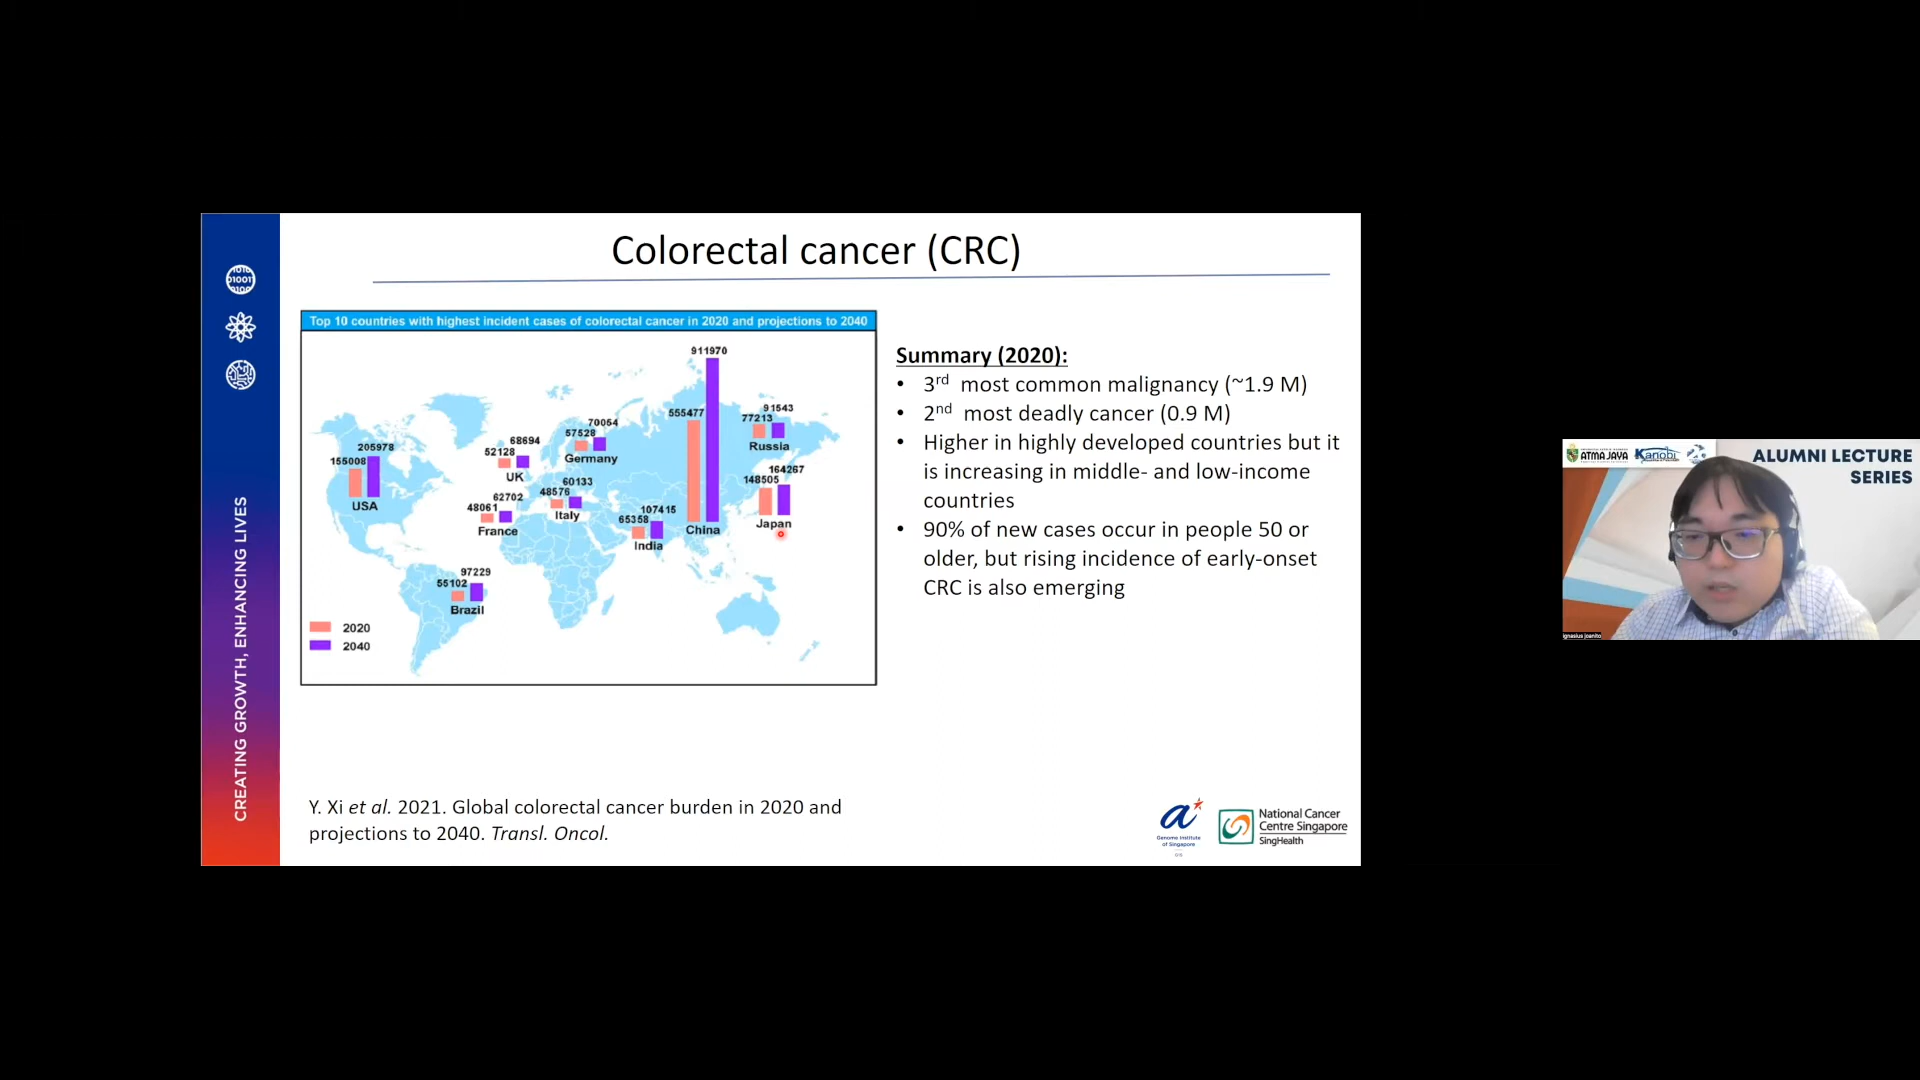 CREATING GROWTH, ENHANCING LIVES
Colorectal cancer (CRC)
Top 10 countries with highest incident cases of colorectal cancer in 2020 and projections to 2040
155008
205978
USA
52128
68694
UK
57528
70054
Germany
48061
62702
France
48576
60133
Italy
65358
107415
India
555477
911970
China
77213
91543
Russia
148505
164267
Japan
55102
97229
Brazil
2020
2040
Summary (2020):
• 3rd most common malignancy (~1.9 M)
• 2nd most deadly cancer (0.9 M)
• Higher in highly developed countries but it
is increasing in middle- and low-income
countries
• 90% of new cases occur in people 50 or
older, but rising incidence of early-onset
CRC is also emerging
Y. Xi et al. 2021. Global colorectal cancer burden in 2020 and
projections to 2040. Transl. Oncol.
Genome Institute
of Singapore
GIS
National Cancer
Centre Singapore
SingHealth
ATMA JAYA
Kanobi
ALUMNI LECTURE
SERIES
ignasius joanito